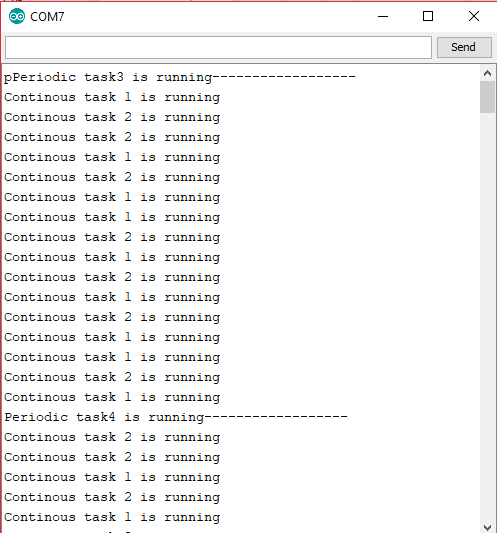 COM7
Send
pPeriodic task3 is running------------------
Continous task 1 is running
Continous task 2 is running
Continous task 2 is running
Continous task 1 is running
Continous task 2 is running
Continous task 1 is running
Continous task 1 is running
Continous task 2 is running
Continous task 1 is running
Continous task 2 is running
Continous task 1 is running
Continous task 2 is running
Continous task 1 is running
Continous task 1 is running
Continous task 2 is running
Continous task 1 is running
Periodic task4 is running------------------
Continous task 2 is running
Continous task 2 is running
Continous task 1 is running
Continous task 2 is running
Continous task 1 is running